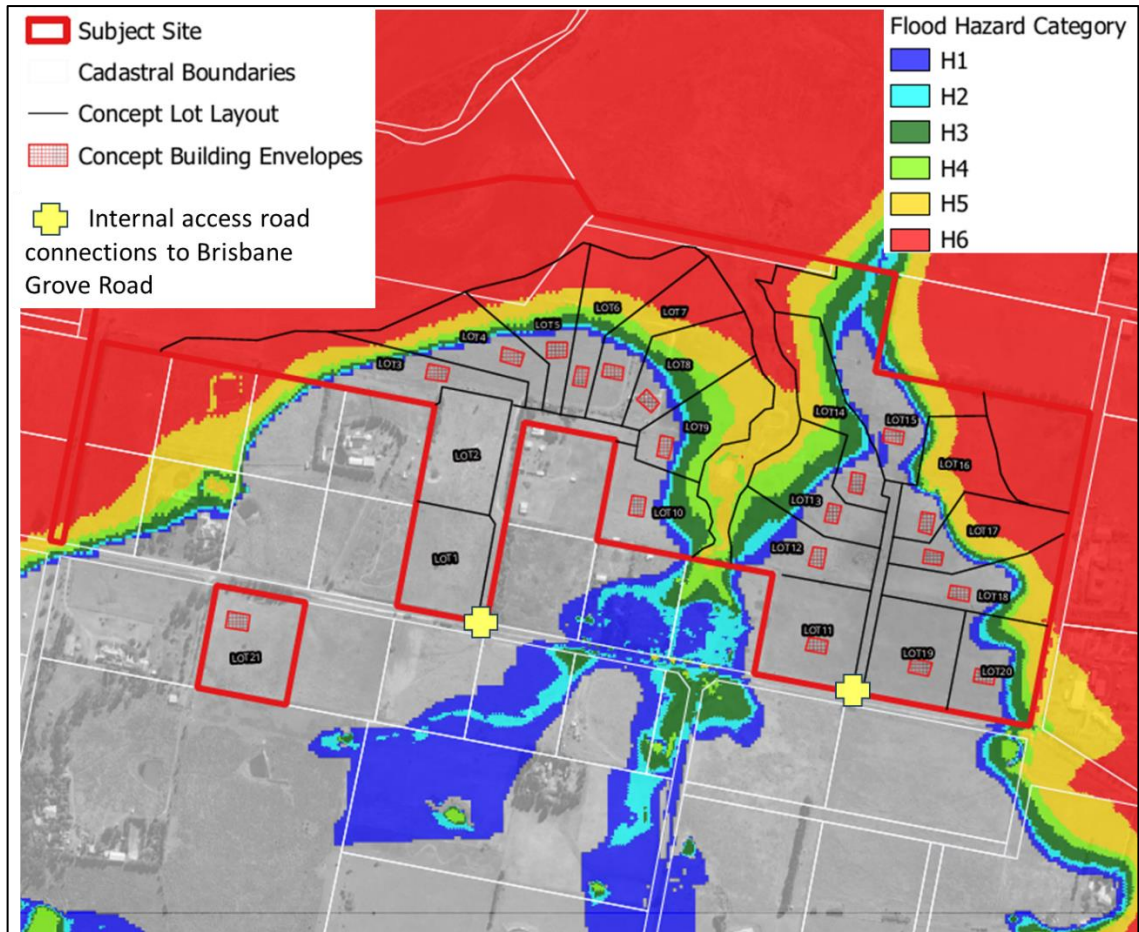 Subject Site
Cadastral Boundaries
Concept Lot Layout
Concept Building Envelopes
Internal access road
connections to Brisbane
Grove Road
Flood Hazard Category
H1
H2
H3
H4
H5
H6
LOT6
LOT7
LOT5
LOT4
LOT3
LOT8
LOT14
LOT15
LOT9
LOT2
LOT16
LOT13
LOT10
LOT17
LOT12
LOT1
LOT18
LOT11
LOT19
LOT21
LOT20